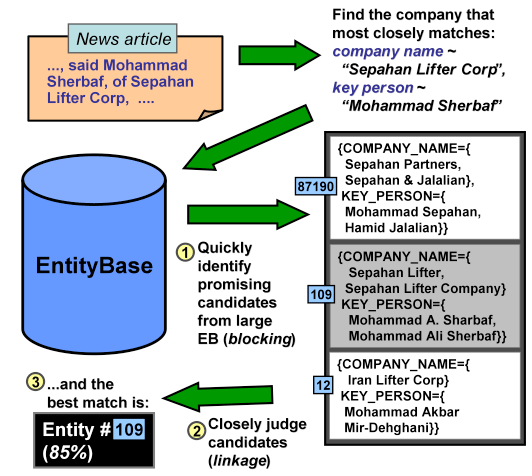 News article
..., said Mohammad
Sherbaf, of Sepahan
Lifter Corp, ....
Find the company that
most closely matches:
company name ~
“Sepahan Lifter Corp”,
key person ~
“Mohammad Sherbaf”
EntityBase
1 Quickly
identify
promising
candidates
from large
EB (blocking)
87190
{COMPANY_NAME={
Sepahan Partners,
Sepahan & Jalalian},
KEY_PERSON={
Mohammad Sepahan,
Hamid Jalalian}}
109
{COMPANY_NAME={
Sepahan Lifter,
Sepahan Lifter Company}
KEY_PERSON={
Mohammad A. Sharbaf,
Mohammad Ali Sherbaf}}
12
{COMPANY_NAME={
Iran Lifter Corp}
KEY_PERSON={
Mohammad Akbar
Mir-Dehghani}}
2 Closely judge
candidates
(linkage)
3 ...and the
best match is:
Entity # 109
(85%)